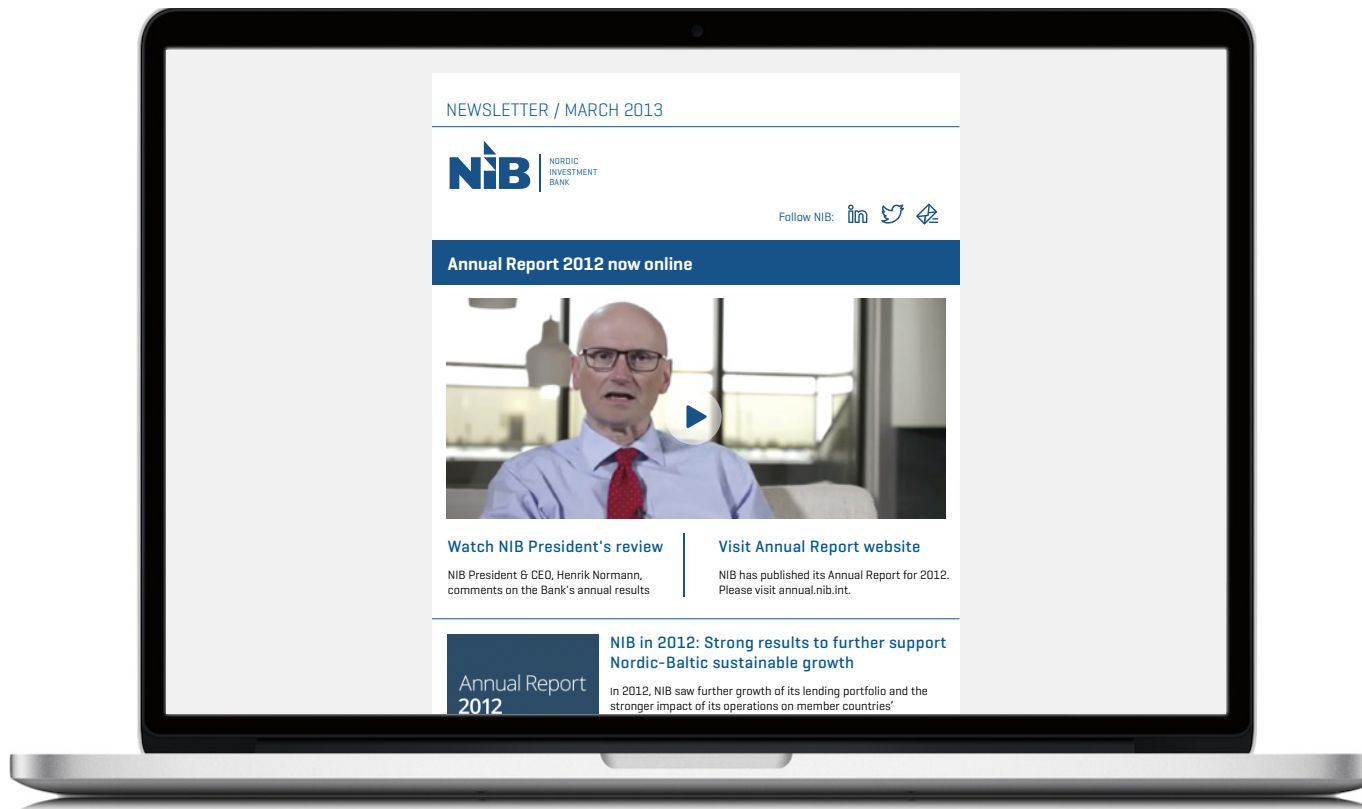 NEWSLETTER / MARCH 2013
NiB
NORDIC
INVESTMENT
BANK
Follow NIB:
in
Annual Report 2012 now online
Watch NIB President's review
NIB President & CEO, Henrik Normann,
comments on the Bank's annual results
Visit Annual Report website
NIB has published its Annual Report for 2012.
Please visit annual.nib.int.
Annual Report
2012
NIB in 2012: Strong results to further support
Nordic-Baltic sustainable growth
In 2012, NIB saw further growth of its lending portfolio and the
stronger impact of its operations on member countries’